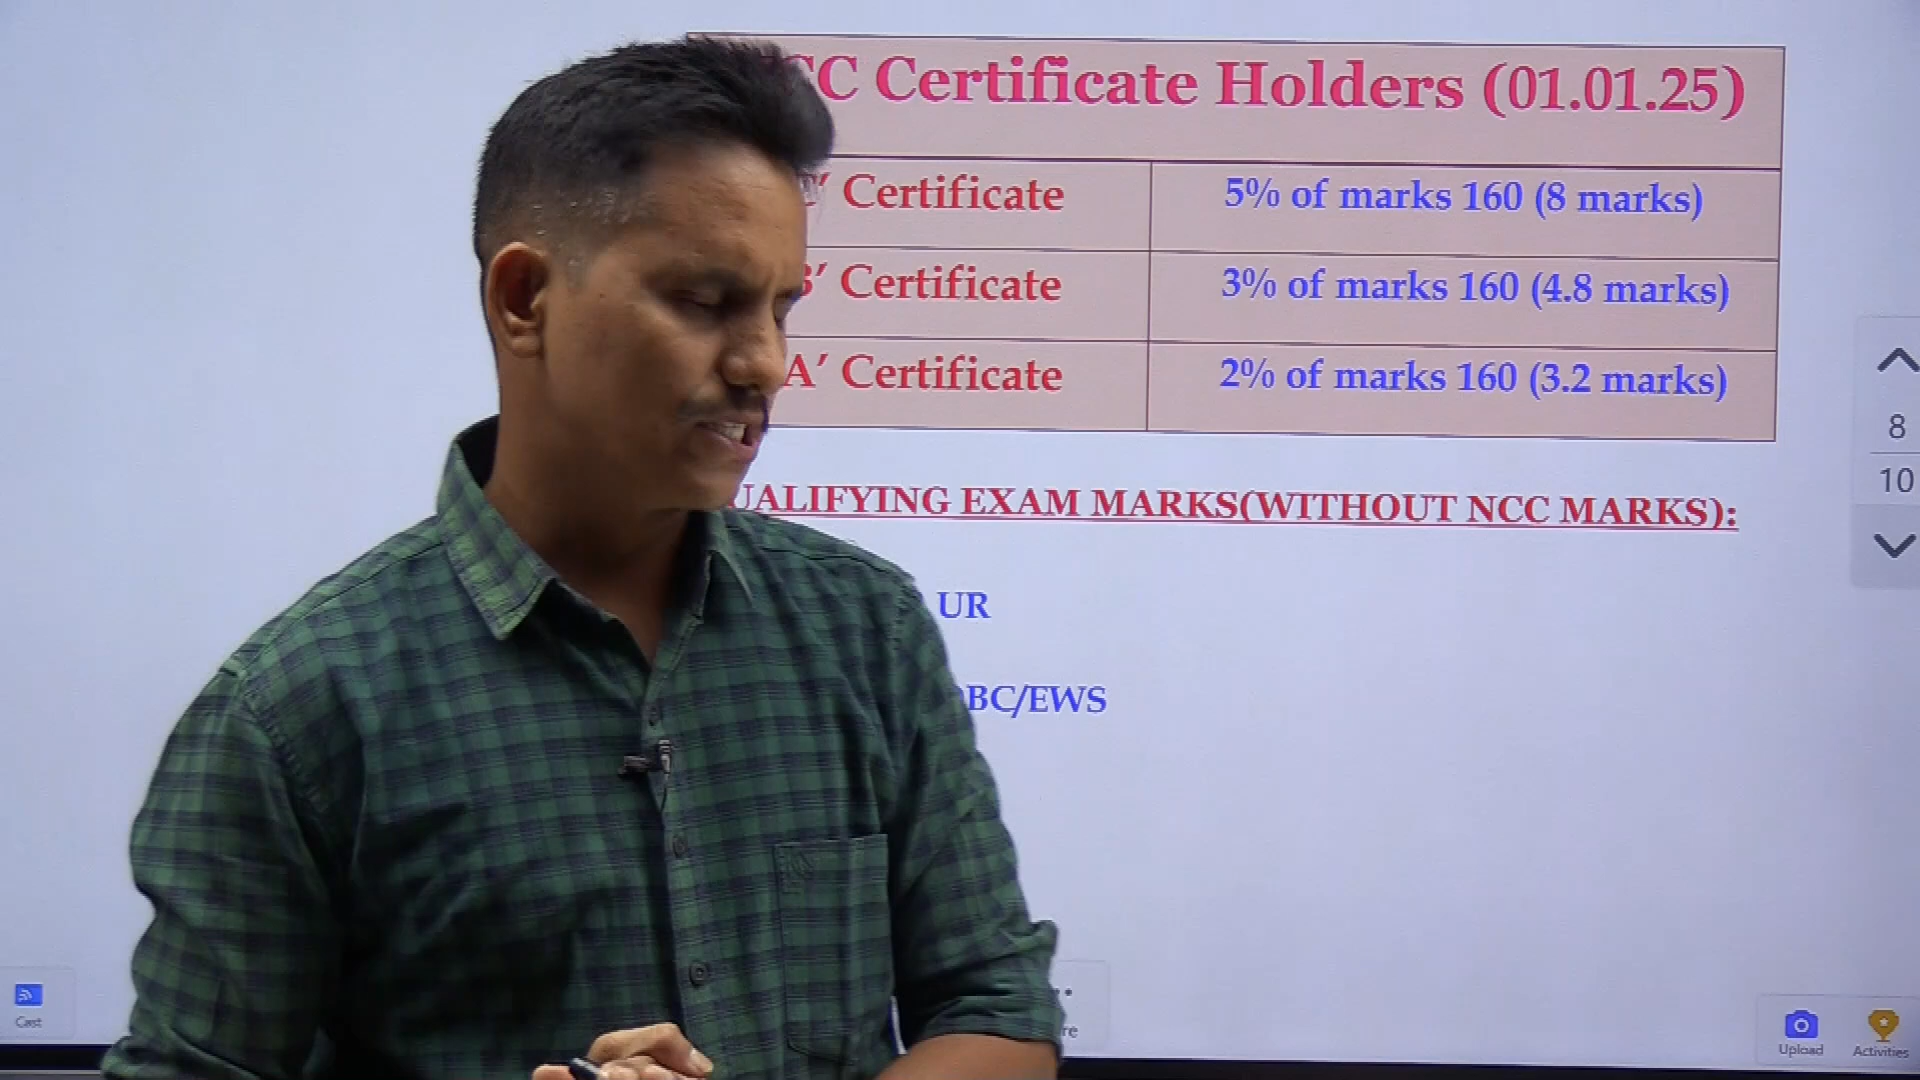 CC Certificate Holders (01.01.25)
’ Certificate 5% of marks 160 (8 marks)
B’ Certificate 3% of marks 160 (4.8 marks)
A’ Certificate 2% of marks 160 (3.2 marks)
UALIFYING EXAM MARKS(WITHOUT NCC MARKS):
UR
OBC/EWS
8
10
Cast
Upload
Activities